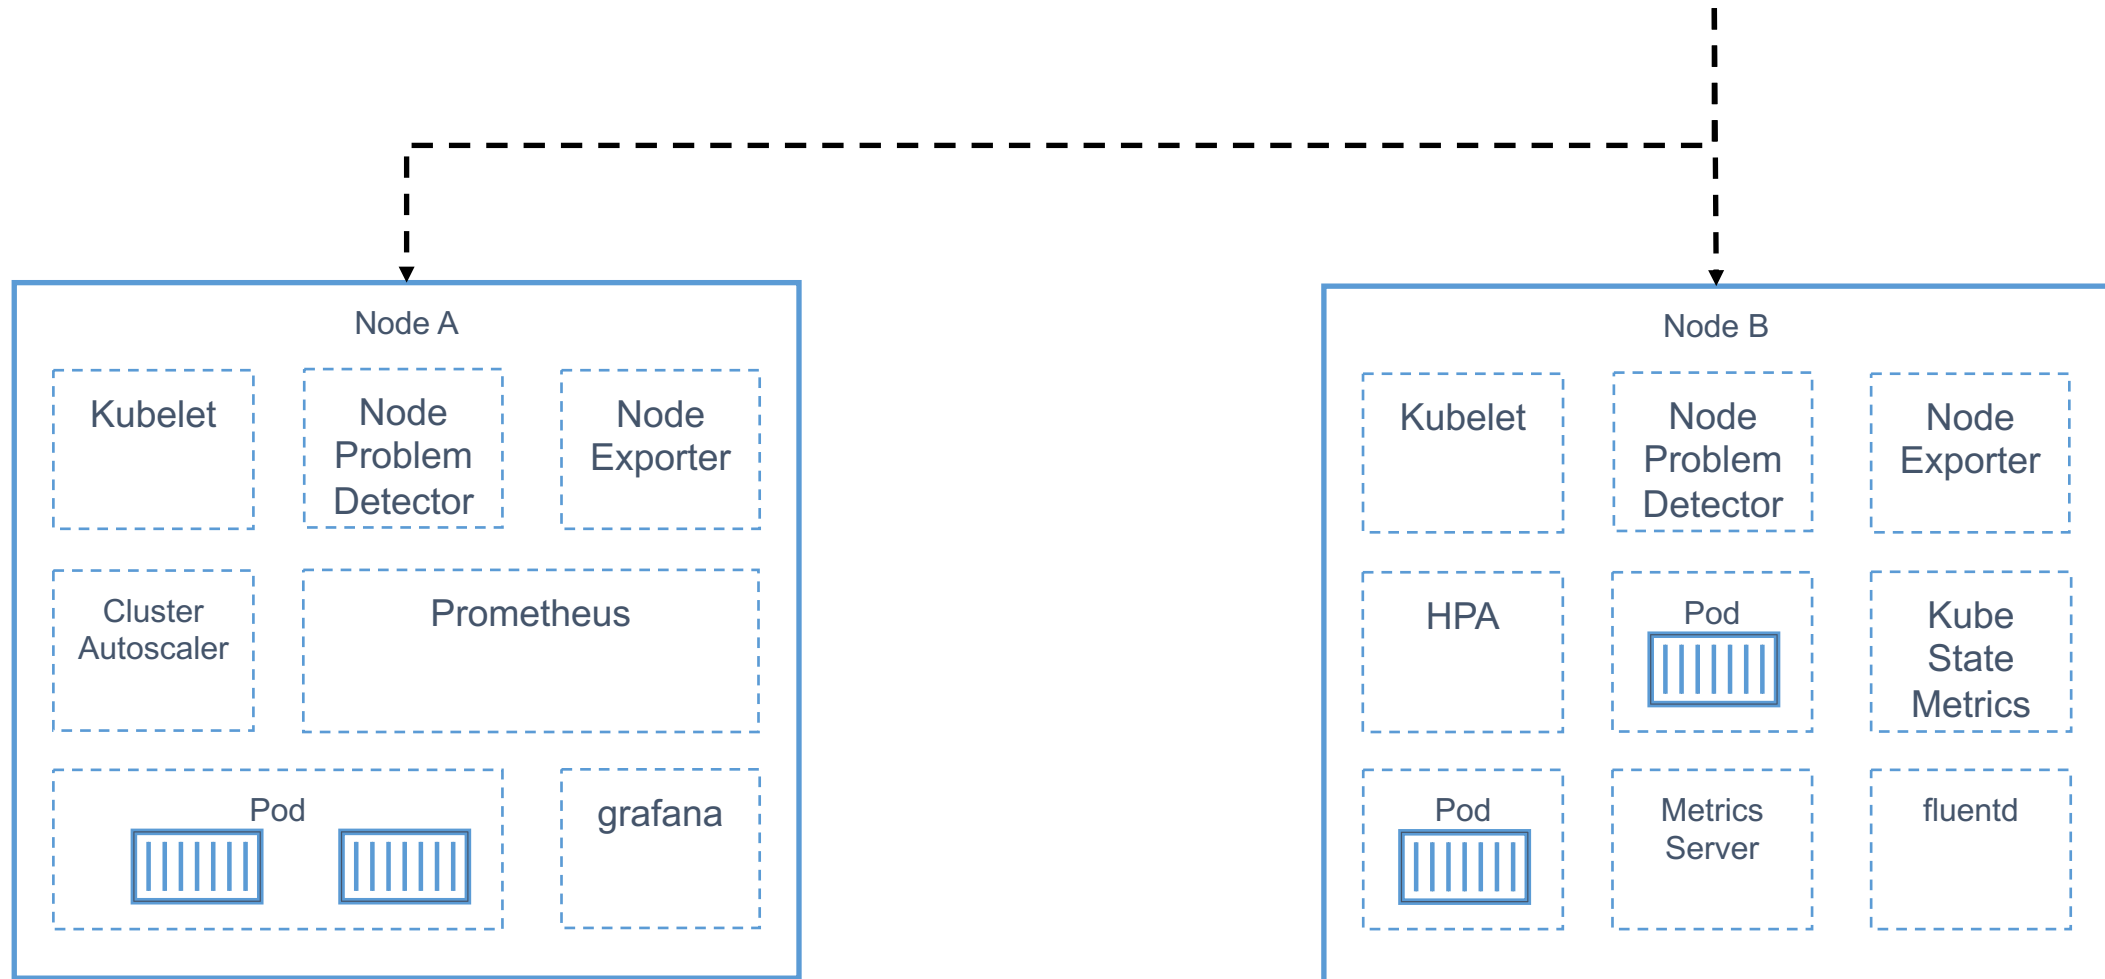 Node A
Kubelet
Node
Problem
Detector
Node
Exporter
Cluster
Autoscaler
Prometheus
Pod
grafana
Node B
Kubelet
Node
Problem
Detector
Node
Exporter
HPA
Pod
Kube
State
Metrics
Pod
Metrics
Server
fluentd